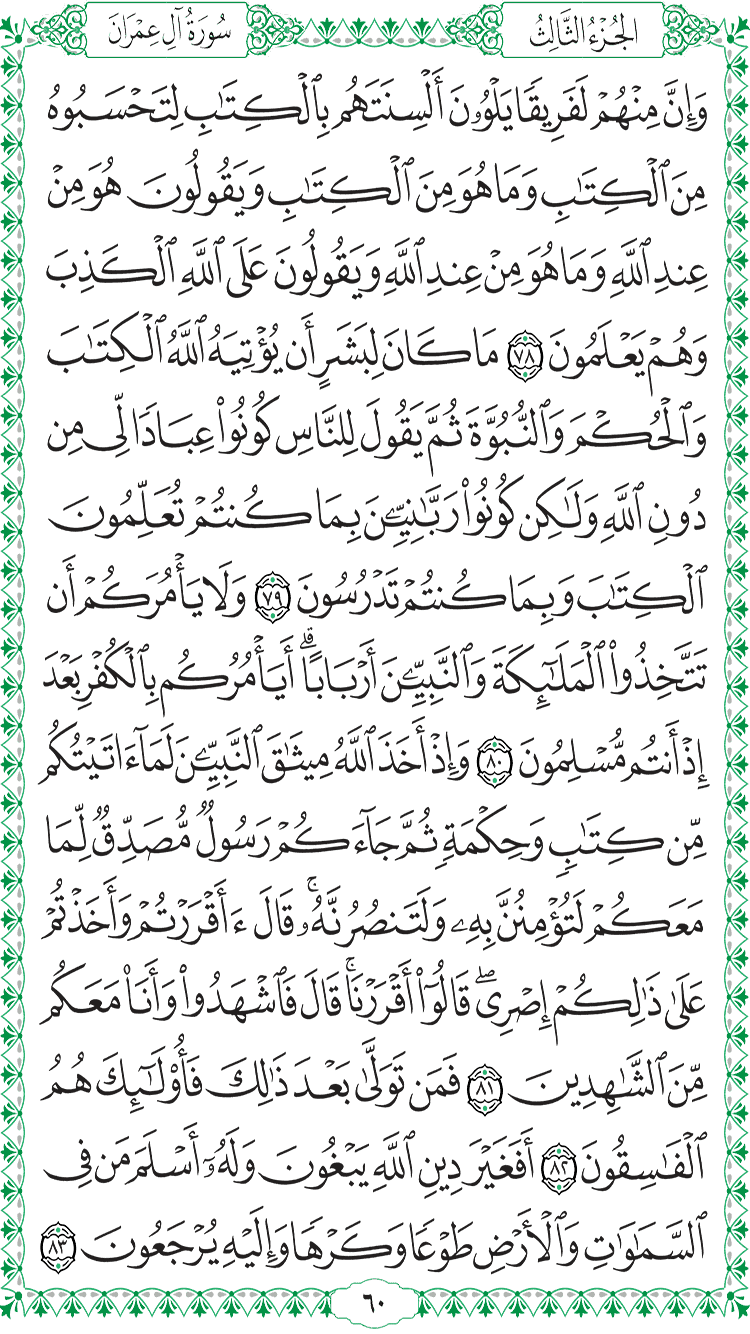 الجُزْءُ الثَّالِثُ
سُورَةُ آلِ عِمْرَانَ
وَإِنَّ مِنْهُمْ لَفَرِيقٗا يَلْوُۥنَ أَلْسِنَتَهُم بِٱلْكِتَٰبِ لِتَحْسَبُوهُ
مِنَ ٱلْكِتَٰبِ وَمَا هُوَ مِنَ ٱلْكِتَٰبِ وَيَقُولُونَ هُوَ مِنْ
عِندِ ٱللَّهِ وَمَا هُوَ مِنْ عِندِ ٱللَّهِ وَيَقُولُونَ عَلَى ٱللَّهِ ٱلْكَذِبَ
وَهُمْ يَعْلَمُونَ ٧٨ مَا كَانَ لِبَشَرٍ أَن يُؤْتِيَهُ ٱللَّهُ ٱلْكِتَٰبَ
وَٱلْحُكْمَ وَٱلنُّبُوَّةَ ثُمَّ يَقُولَ لِلنَّاسِ كُونُوا۟ عِبَادٗا لِّى مِن
دُونِ ٱللَّهِ وَلَٰكِن كُونُوا۟ رَبَّٰنِيِّۦنَ بِمَا كُنتُمْ تُعَلِّمُونَ
ٱلْكِتَٰبَ وَبِمَا كُنتُمْ تَدْرُسُونَ ٧٩ وَلَا يَأْمُرَكُمْ أَن
تَتَّخِذُوا۟ ٱلْمَلَٰٓئِكَةَ وَٱلنَّبِيِّۦنَ أَرْبَابًاۗ أَيَأْمُرُكُم بِٱلْكُفْرِ بَعْدَ
إِذْ أَنتُم مُّسْلِمُونَ ٨٠ وَإِذْ أَخَذَ ٱللَّهُ مِيثَٰقَ ٱلنَّبِيِّۦنَ لَمَآ ءَاتَيْتُكُم
مِّن كِتَٰبٖ وَحِكْمَةٖ ثُمَّ جَآءَكُمْ رَسُولٞ مُّصَدِّقٞ لِّمَا
مَعَكُمْ لَتُؤْمِنُنَّ بِهِۦ وَلَتَنصُرُنَّهُۥۚ قَالَ ءَأَقْرَرْتُمْ وَأَخَذْتُمْ
عَلَىٰ ذَٰلِكُمْ إِصْرِىۖ قَالُوٓا۟ أَقْرَرْنَاۚ قَالَ فَٱشْهَدُوا۟ وَأَنَا۠ مَعَكُم
مِّنَ ٱلشَّٰهِدِينَ ٨١ فَمَن تَوَلَّىٰ بَعْدَ ذَٰلِكَ فَأُو۟لَٰٓئِكَ هُمُ
ٱلْفَٰسِقُونَ ٨٢ أَفَغَيْرَ دِينِ ٱللَّهِ يَبْغُونَ وَلَهُۥٓ أَسْلَمَ مَن فِى
ٱلسَّمَٰوَٰتِ وَٱلْأَرْضِ طَوْعٗا وَكَرْهٗا وَإِلَيْهِ يُرْجَعُونَ ٨٣
٦٠